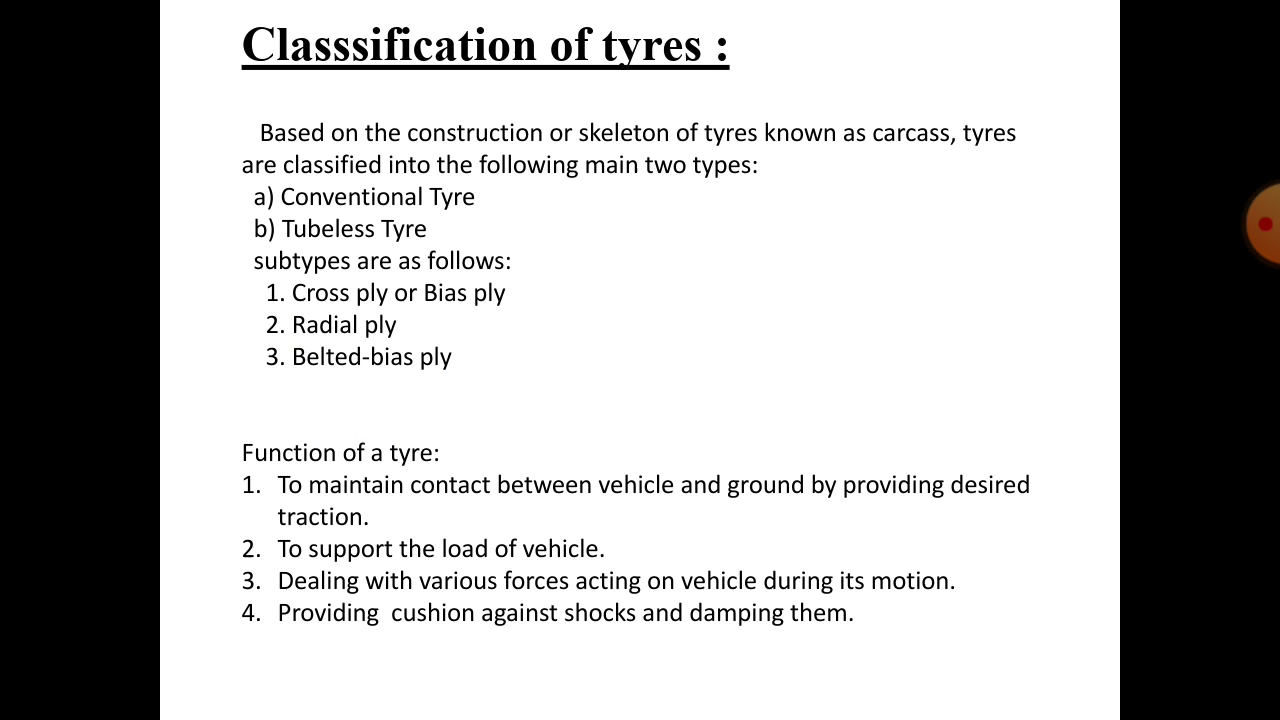 Classsification of tyres :
Based on the construction or skeleton of tyres known as carcass, tyres
are classified into the following main two types:
a) Conventional Tyre
b) Tubeless Tyre
subtypes are as follows:
1. Cross ply or Bias ply
2. Radial ply
3. Belted-bias ply
Function of a tyre:
1. To maintain contact between vehicle and ground by providing desired
traction.
2. To support the load of vehicle.
3. Dealing with various forces acting on vehicle during its motion.
4. Providing  cushion against shocks and damping them.